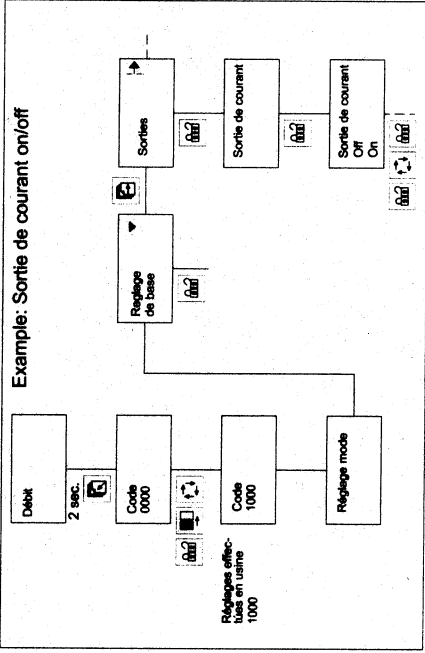 Example: Sortie de courant on/off
Débit
2 sec.
Code
0000
Réglages effec-
tués en usine
1000
Code
1000
Réglage mode
Reglage
de base
Sorties
Sortie de courant
Sortie de courant
Off
On